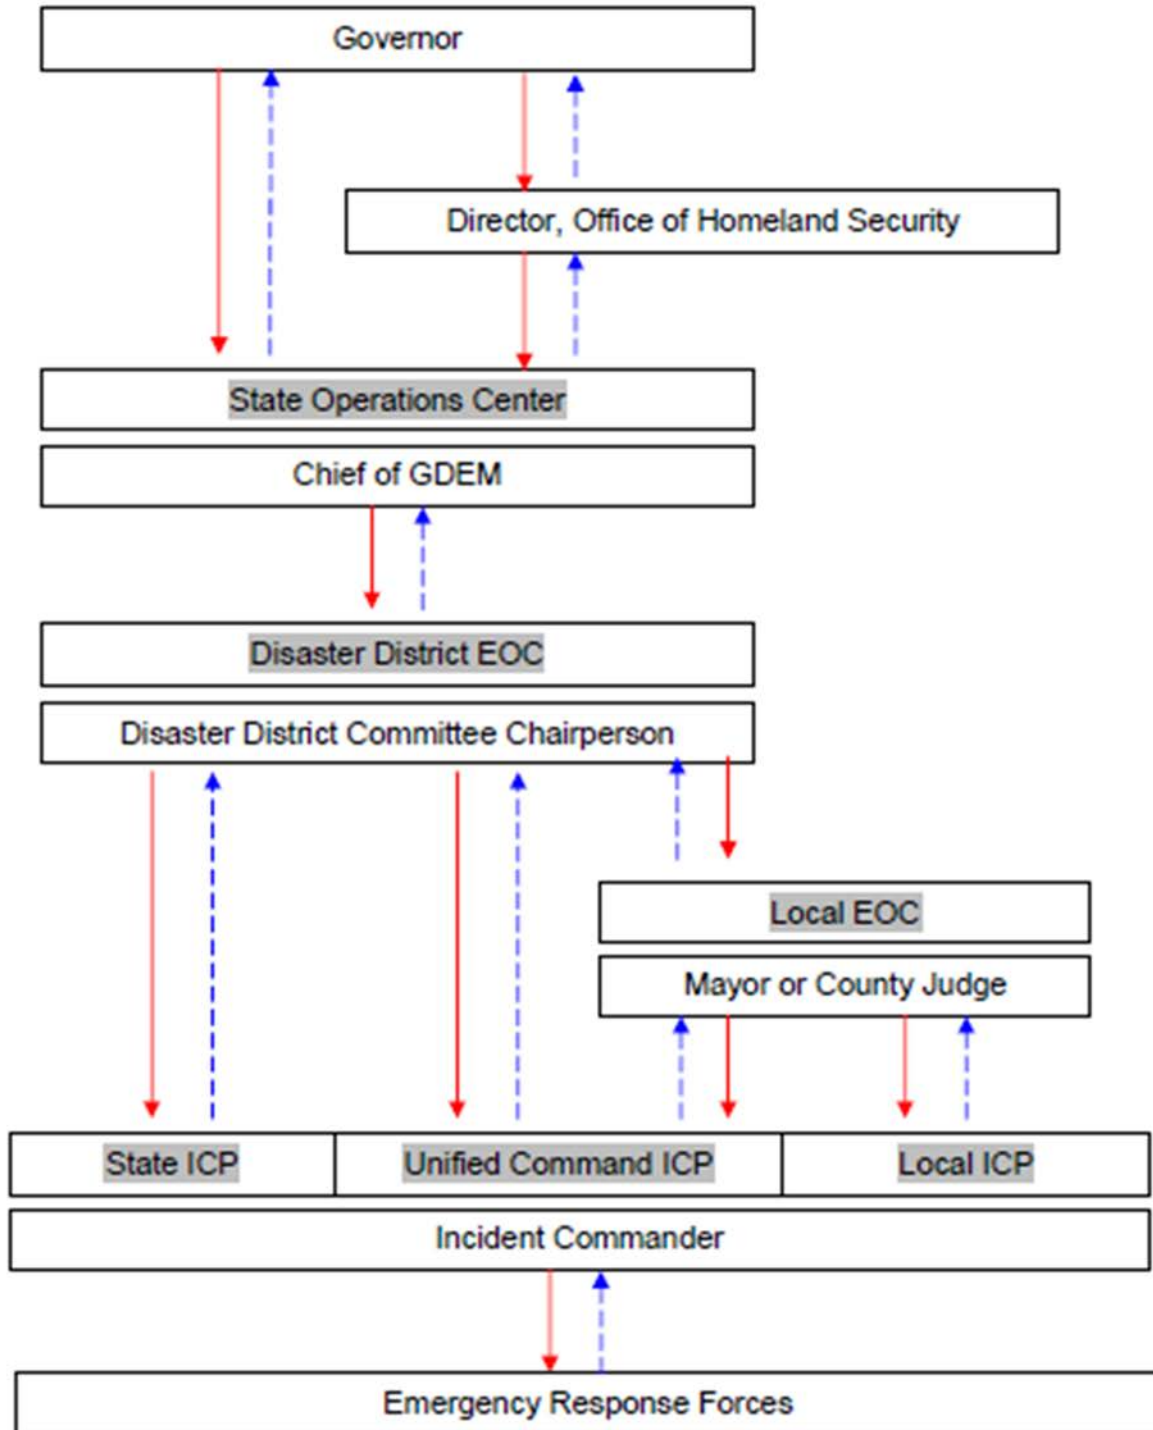 Governor
Director, Office of Homeland Security
State Operations Center
Chief of GDEM
Disaster District EOC
Disaster District Committee Chairperson
Local EOC
Mayor or County Judge
State ICP
Unified Command ICP
Local ICP
Incident Commander
Emergency Response Forces